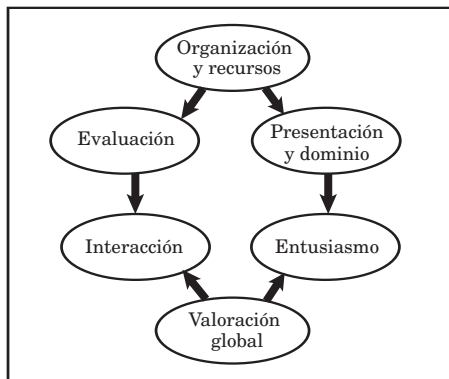 Organización
y recursos
Evaluación
Presentación
y dominio
Interacción
Entusiasmo
Valoración
global